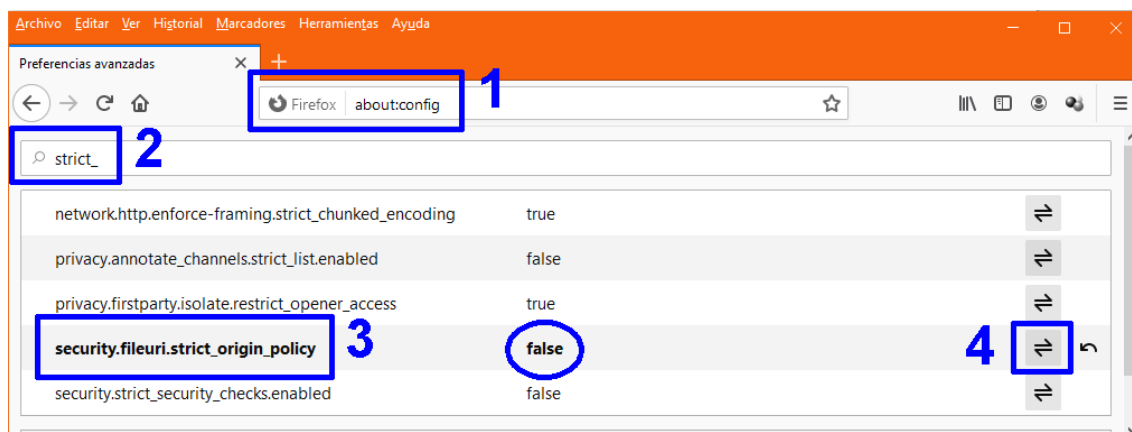 Archivo Editar Ver Historial Marcadores Herramientas Ayuda
Preferencias avanzadas
1
Firefox about:config
2
strict_
network.http.enforce-framing.strict_chunked_encoding true
privacy.annotate_channels.strict_list.enabled false
privacy.firstparty.isolate.restrict_opener_access true
3
security.fileuri.strict_origin_policy false
4
security.strict_security_checks.enabled false